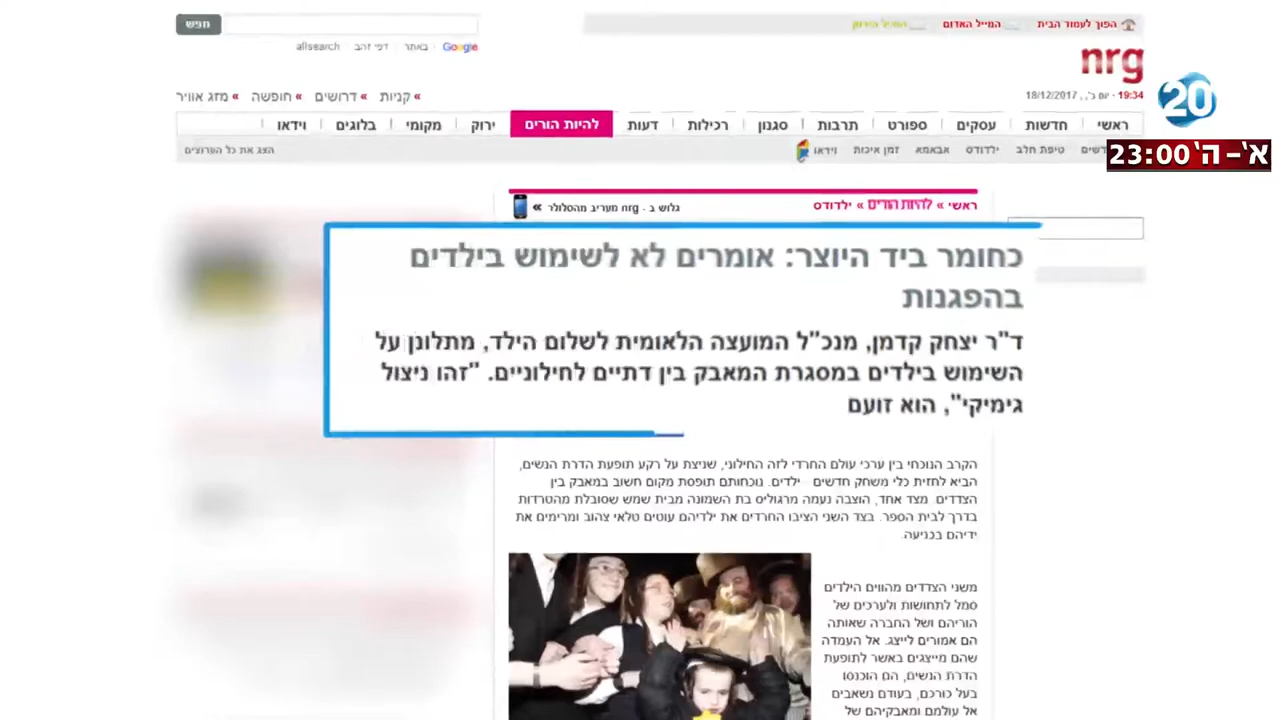 הפוך לעמוד הבית
המייל האדום
חפש
Google
באתר
דפי זהב
allsearch
nrg
20
19:34 - יום ב', 18/12/2017
« קניות « דרושים « חופשה « מזג אוויר
ראשי חדשות עסקים ספורט תרבות סגנון רכילות דעות להיות הורים ירוק מקומי בלוגים וידאו
טיפת חלב ילדודס אבאמא זמן איכות וידאו
הצג את כל הערוצים
א'-ה' 23:00
ראשי » להיות הורים » ילדודס
גלוש ב - nrg מעריב מהסלולר »
כחומר ביד היוצר: אומרים לא לשימוש בילדים
בהפגנות
ד"ר יצחק קדמן, מנכ"ל המועצה הלאומית לשלום הילד, מתלונן על
השימוש בילדים במסגרת המאבק בין דתיים לחילוניים. "זהו ניצול
גימיקי", הוא זועם
הקרב הנוכחי בין ערכי עולם החרדי לזה החילוני, שניצת על רקע תופעת הדרת הנשים,
הביא לחזית כלי משחק חדשים - ילדים. נוכחותם תופסת מקום חשוב במאבק בין
הצדדים. מצד אחד, הוצבה נעמה מרגוליס בת השמונה מבית שמש שסובלת מהטרדות
בדרך לבית הספר. בצד השני הציבו החרדים את ילדיהם עוטים טלאי צהוב ומרימים את
ידיהם בכניעה.
משני הצדדים מהווים הילדים
סמל לתחושות ולערכים של
הוריהם ושל החברה שאותה
הם אמורים לייצג. אל העמדה
שהם מייצגים באשר לתופעת
הדרת הנשים, הם הוכנסו
בעל כורכם, בעודם נשאבים
אל עולמם ומאבקיהם של